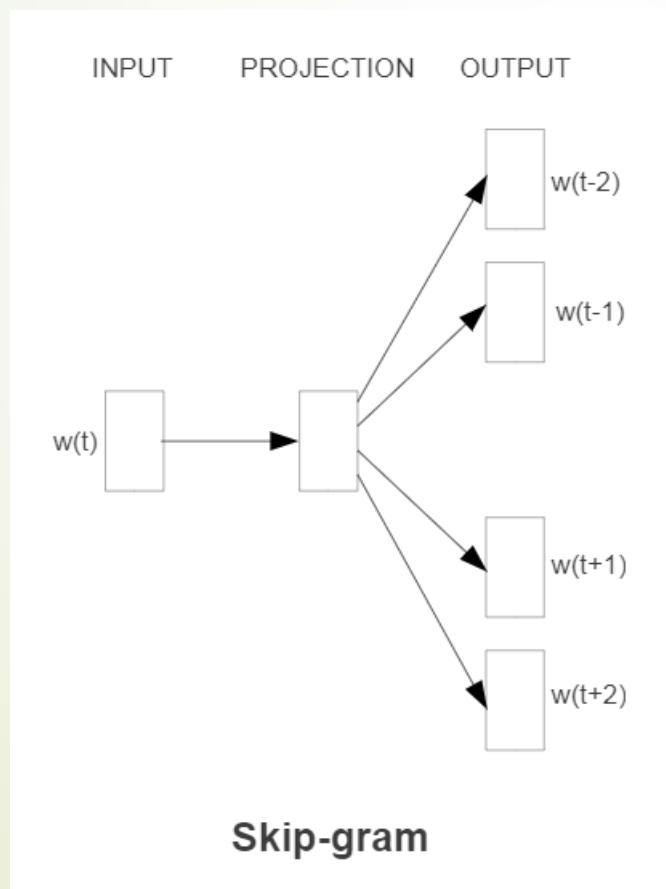 INPUT PROJECTION OUTPUT
w(t-2)
w(t-1)
w(t)
w(t+1)
w(t+2)
Skip-gram